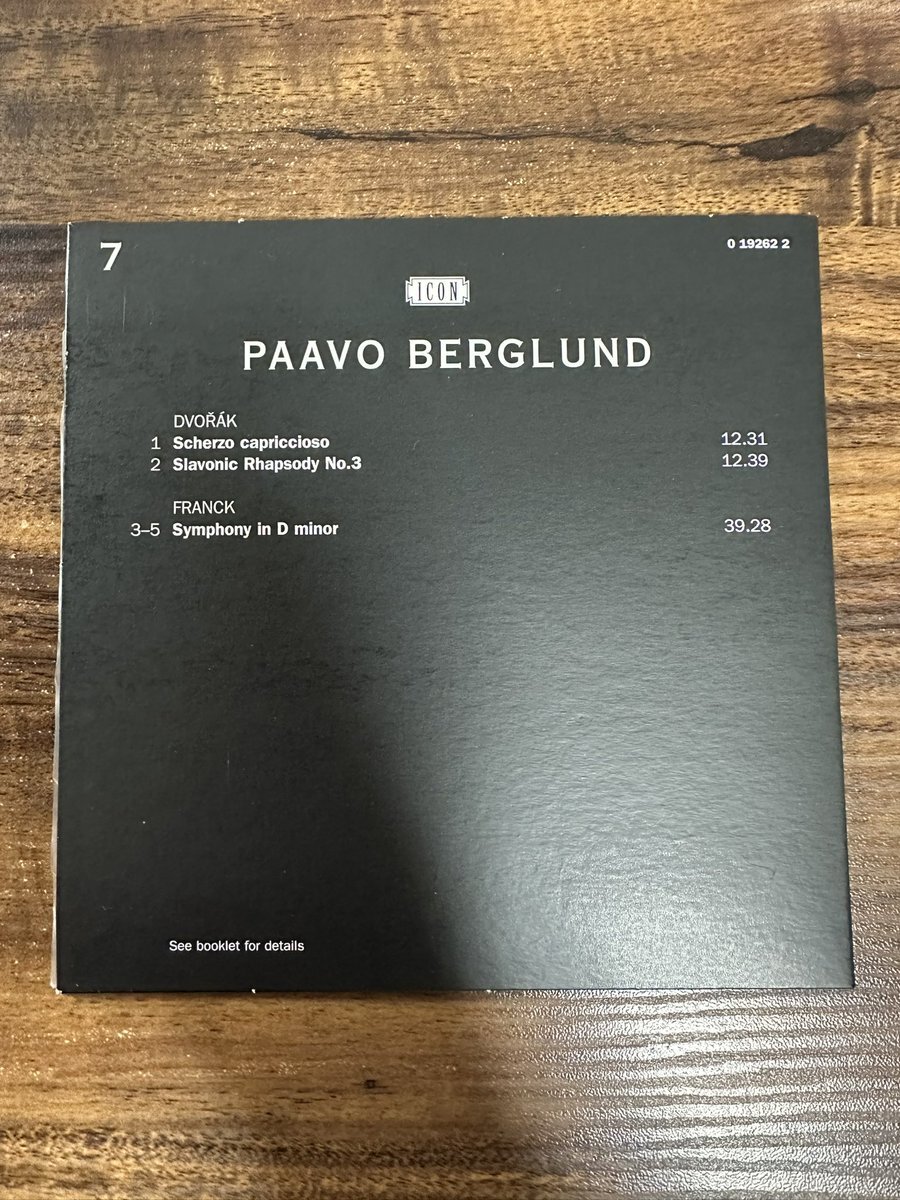 7
0 19262 2
ICON
PAAVO BERGLUND
DVOŘÁK
1 Scherzo capriccioso 12.31
2 Slavonic Rhapsody No.3 12.39
FRANCK
3–5 Symphony in D minor 39.28
See booklet for details